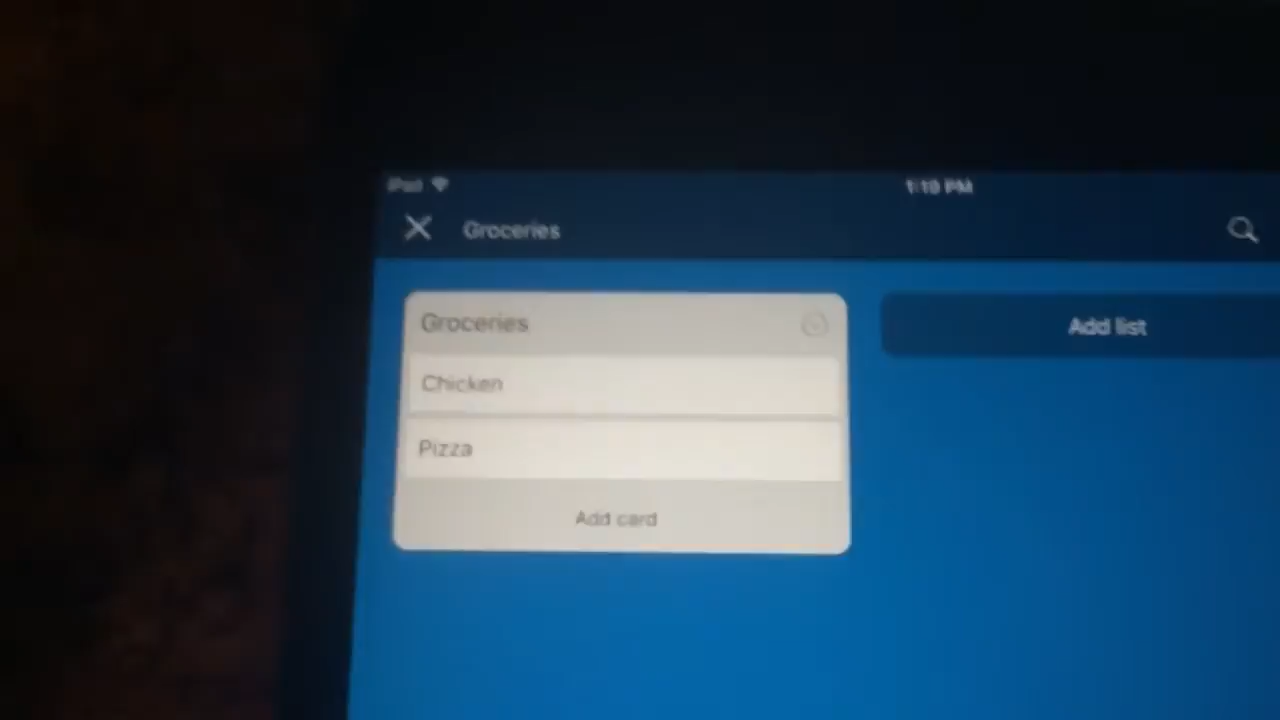 iPad
1:19 PM
Groceries
Groceries
Add list
Chicken
Pizza
Add card